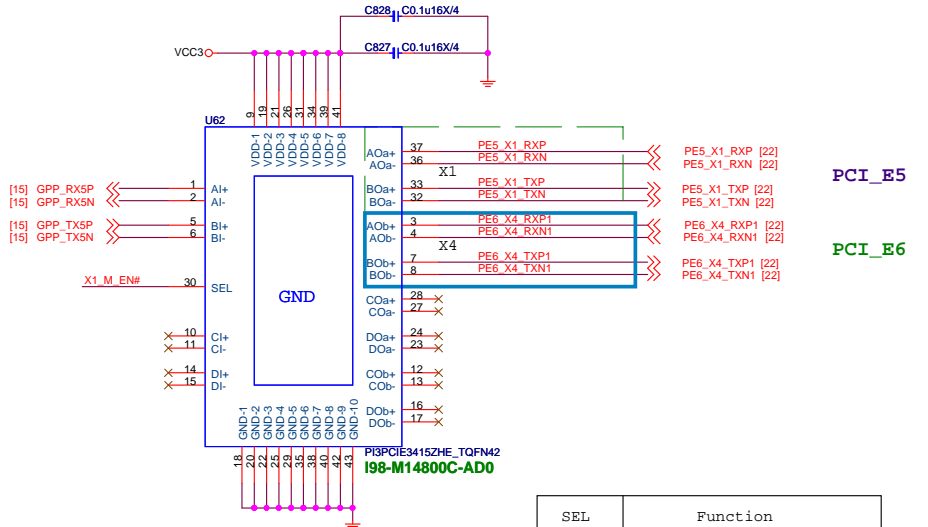 C828 C0.1u16X/4
VCC3
C827 C0.1u16X/4
U62
9 19 21 26 31 34 39 41
VDD-1 VDD-2 VDD-3 VDD-4 VDD-5 VDD-6 VDD-7 VDD-8
AOa+ 37 PE5_X1_RXP PE5_X1_RXP [22]
AOa- 36 PE5_X1_RXN PE5_X1_RXN [22]
X1
PCI_E5
[15] GPP_RX5P 1 AI+
[15] GPP_RX5N 2 AI-
BOa+ 33 PE5_X1_TXP PE5_X1_TXP [22]
BOa- 32 PE5_X1_TXN PE5_X1_TXN [22]
[15] GPP_TX5P 5 BI+
[15] GPP_TX5N 6 BI-
AOb+ 3 PE6_X4_RXP1 PE6_X4_RXP1 [22]
AOb- 4 PE6_X4_RXN1 PE6_X4_RXN1 [22]
X4
PCI_E6
BOb+ 7 PE6_X4_TXP1 PE6_X4_TXP1 [22]
BOb- 8 PE6_X4_TXN1 PE6_X4_TXN1 [22]
X1_M_EN# 30 SEL
GND
COa+ 28
COa- 27
10 CI+
11 CI-
DOa+ 24
DOa- 23
14 DI+
15 DI-
COb+ 12
COb- 13
DOb+ 16
DOb- 17
GND-1 GND-2 GND-3 GND-4 GND-5 GND-6 GND-7 GND-8 GND-9 GND-10
18 20 22 25 29 35 38 40 42 43
PI3PCIE3415ZHE_TQFN42
I98-M14800C-AD0
SEL Function